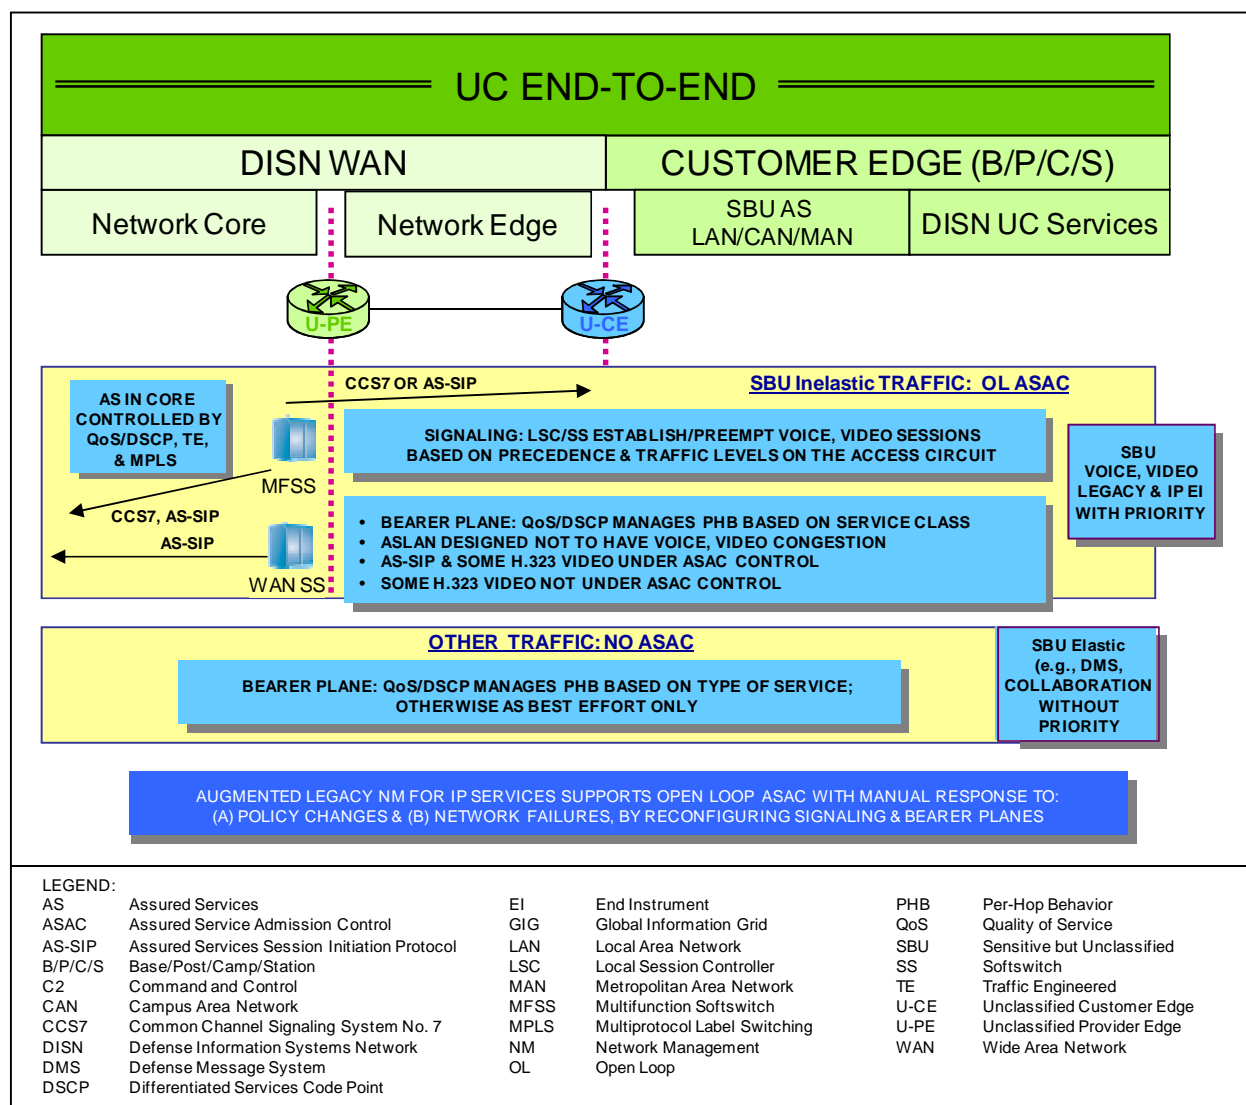 UC END-TO-END
DISN WAN
CUSTOMER EDGE (B/P/C/S)
Network Core
Network Edge
SBU AS
LAN/CAN/MAN
DISN UC Services
U-PE
U-CE
AS IN CORE
CONTROLLED BY
QoS/DSCP, TE,
& MPLS
CCS7 OR AS-SIP
SBU Inelastic TRAFFIC: OL ASAC
SIGNALING: LSC/SS ESTABLISH/PREEMPT VOICE, VIDEO SESSIONS
BASED ON PRECEDENCE & TRAFFIC LEVELS ON THE ACCESS CIRCUIT
SBU
VOICE, VIDEO
LEGACY & IP EI
WITH PRIORITY
MFSS
CCS7, AS-SIP
AS-SIP
WAN SS
• BEARER PLANE: QoS/DSCP MANAGES PHB BASED ON SERVICE CLASS
• ASLAN DESIGNED NOT TO HAVE VOICE, VIDEO CONGESTION
• AS-SIP & SOME H.323 VIDEO UNDER ASAC CONTROL
• SOME H.323 VIDEO NOT UNDER ASAC CONTROL
OTHER TRAFFIC: NO ASAC
BEARER PLANE: QoS/DSCP MANAGES PHB BASED ON TYPE OF SERVICE;
OTHERWISE AS BEST EFFORT ONLY
SBU Elastic
(e.g., DMS,
COLLABORATION
WITHOUT
PRIORITY
AUGMENTED LEGACY NM FOR IP SERVICES SUPPORTS OPEN LOOP ASAC WITH MANUAL RESPONSE TO:
(A) POLICY CHANGES & (B) NETWORK FAILURES, BY RECONFIGURING SIGNALING & BEARER PLANES
LEGEND:
AS Assured Services
ASAC Assured Service Admission Control
AS-SIP Assured Services Session Initiation Protocol
B/P/C/S Base/Post/Camp/Station
C2 Command and Control
CAN Campus Area Network
CCS7 Common Channel Signaling System No. 7
DISN Defense Information Systems Network
DMS Defense Message System
DSCP Differentiated Services Code Point
EI End Instrument
GIG Global Information Grid
LAN Local Area Network
LSC Local Session Controller
MAN Metropolitan Area Network
MFSS Multifunction Softswitch
MPLS Multiprotocol Label Switching
NM Network Management
OL Open Loop
PHB Per-Hop Behavior
QoS Quality of Service
SBU Sensitive but Unclassified
SS Softswitch
TE Traffic Engineered
U-CE Unclassified Customer Edge
U-PE Unclassified Provider Edge
WAN Wide Area Network